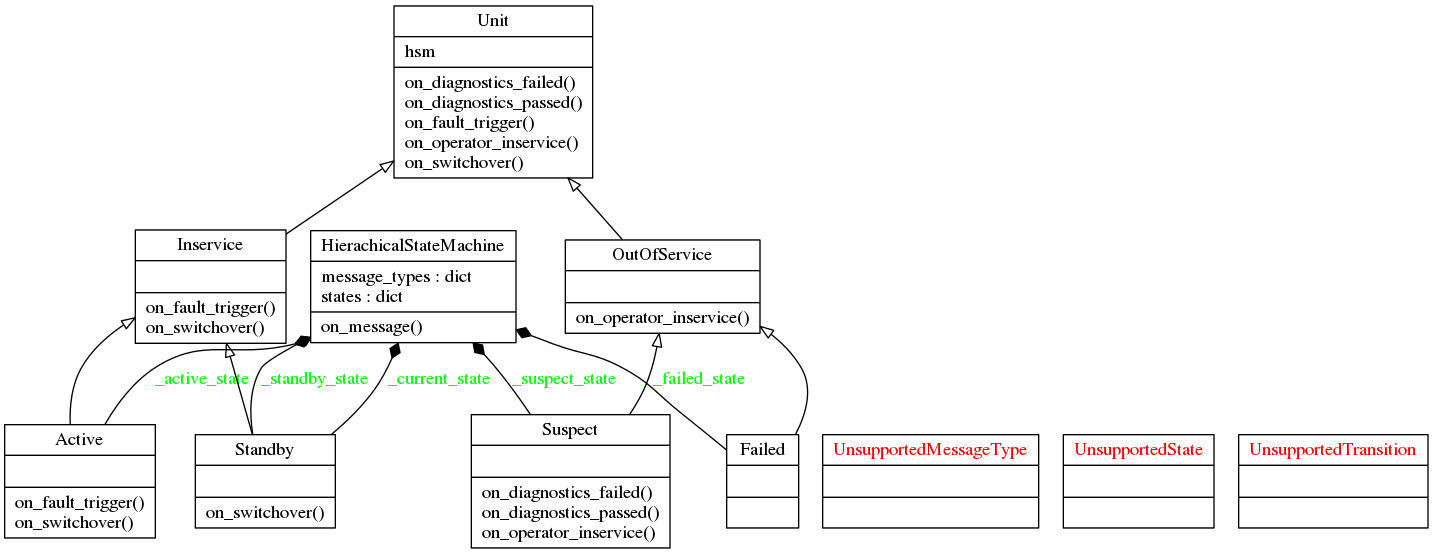 Unit
hsm
on_diagnostics_failed()
on_diagnostics_passed()
on_fault_trigger()
on_operator_inservice()
on_switchover()
Inservice
on_fault_trigger()
on_switchover()
HierachicalStateMachine
message_types : dict
states : dict
on_message()
OutOfService
on_operator_inservice()
_active_state
_standby_state
_current_state
_suspect_state
_failed_state
Active
on_fault_trigger()
on_switchover()
Standby
on_switchover()
Suspect
on_diagnostics_failed()
on_diagnostics_passed()
on_operator_inservice()
Failed
UnsupportedMessageType
UnsupportedState
UnsupportedTransition